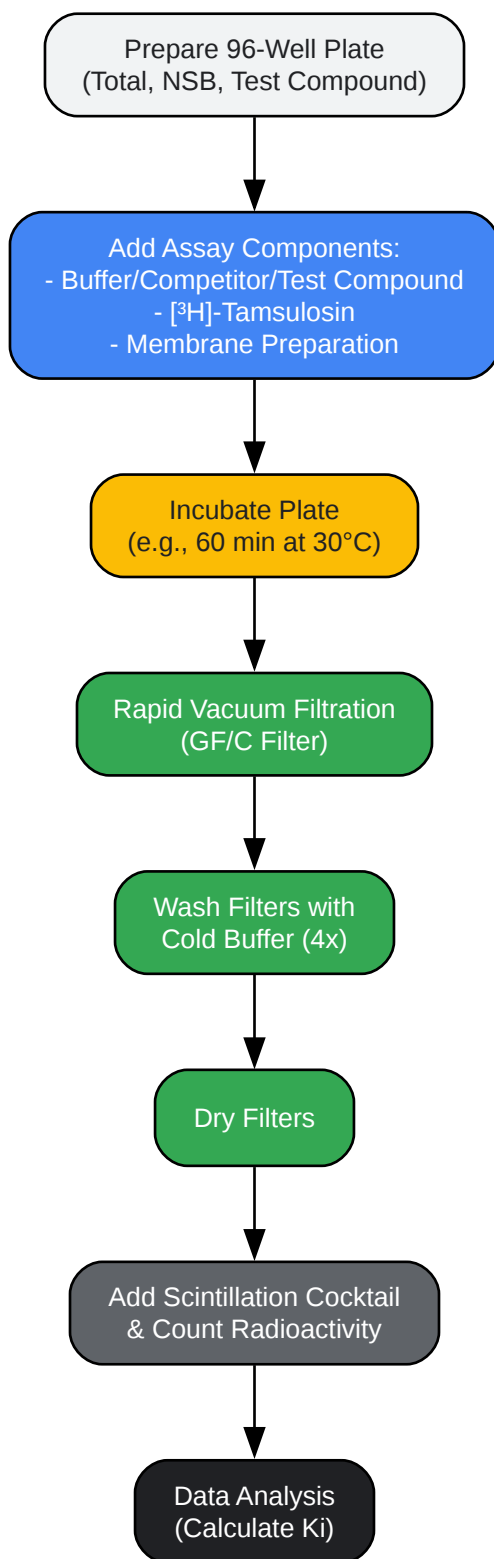 Prepare 96-Well Plate
(Total, NSB, Test Compound)
Add Assay Components:
- Buffer/Competitor/Test Compound
- [³H]-Tamsulosin
- Membrane Preparation
Incubate Plate
(e.g., 60 min at 30°C)
Rapid Vacuum Filtration
(GF/C Filter)
Wash Filters with
Cold Buffer (4x)
Dry Filters
Add Scintillation Cocktail
& Count Radioactivity
Data Analysis
(Calculate Ki)